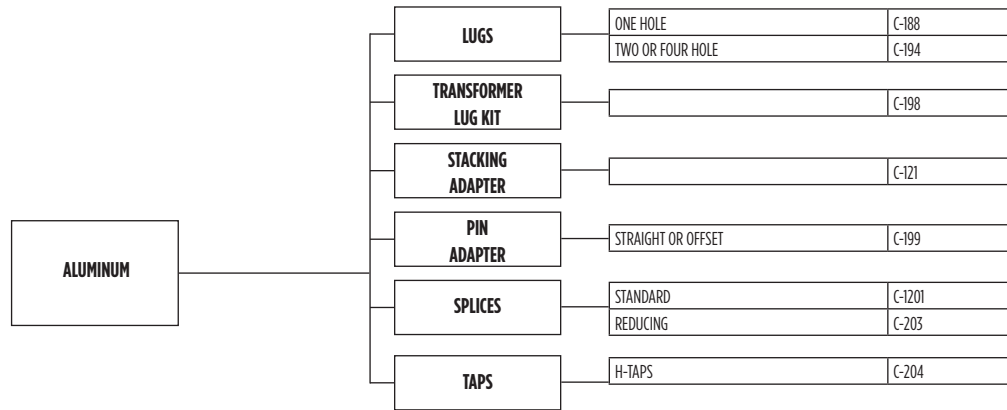 LUGS
ONE HOLE C-188
TWO OR FOUR HOLE C-194
TRANSFORMER
LUG KIT
C-198
STACKING
ADAPTER
C-121
PIN
ADAPTER
STRAIGHT OR OFFSET C-199
ALUMINUM
SPLICES
STANDARD C-1201
REDUCING C-203
TAPS
H-TAPS C-204